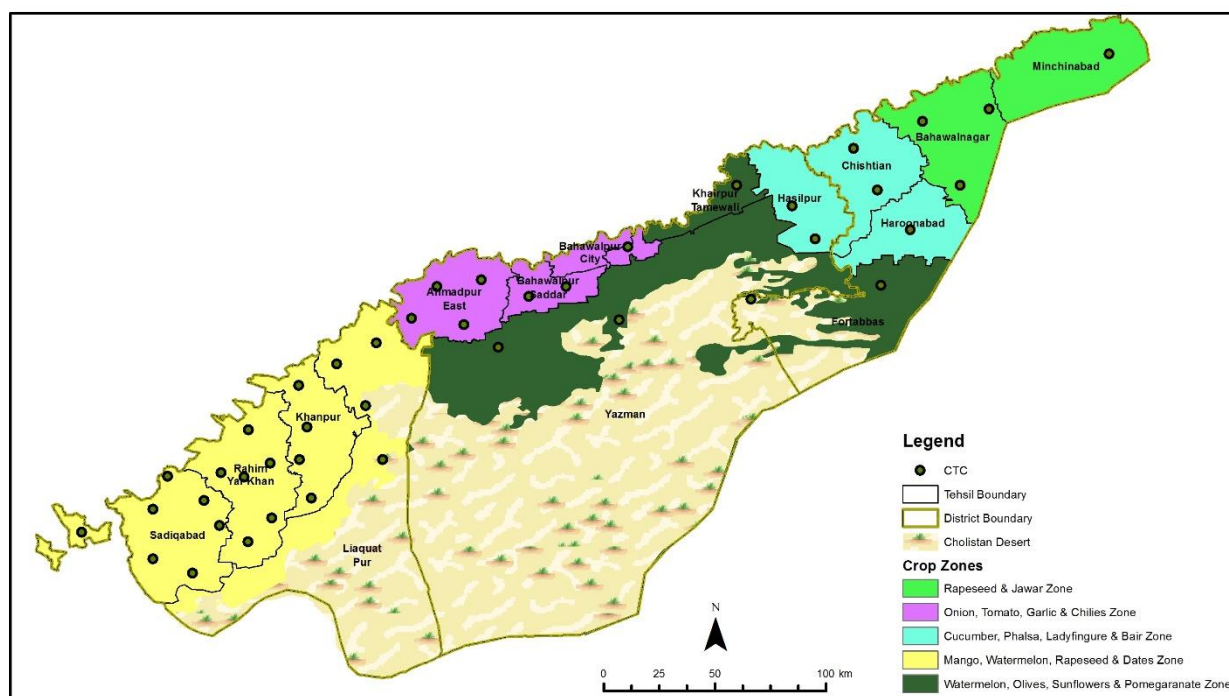 Minchinabad
Bahawalnagar
Chishtian
Khairpur
Tamewali
Hasilpur
Haroonabad
Bahawalpur
City
Bahawalpur
Saddar
Ahmadpur
East
Fortabbas
Yazman
Khanpur
Rahim
Yar Khan
Sadiqabad
Liaquat
Pur
N
0 25 50 100 km
Legend
CTC
Tehsil Boundary
District Boundary
Cholistan Desert
Crop Zones
Rapeseed & Jawar Zone
Onion, Tomato, Garlic & Chilies Zone
Cucumber, Phalsa, Ladyfingure & Bair Zone
Mango, Watermelon, Rapeseed & Dates Zone
Watermelon, Olives, Sunflowers & Pomegaranate Zone